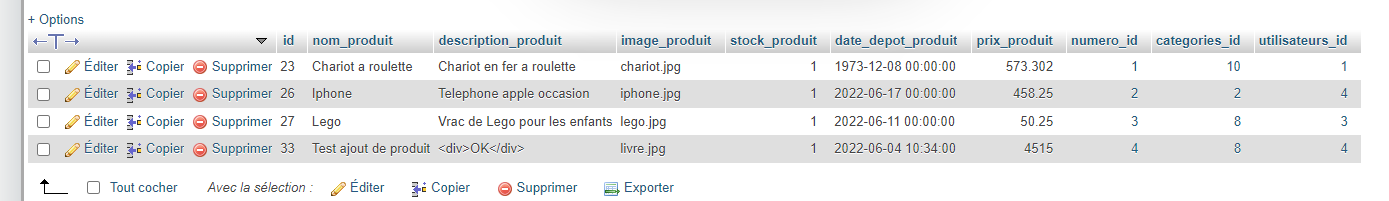 + Options
id nom_produit description_produit image_produit stock_produit date_depot_produit prix_produit numero_id categories_id utilisateurs_id
Éditer Copier Supprimer 23 Chariot a roulette Chariot en fer a roulette chariot.jpg 1 1973-12-08 00:00:00 573.302 1 10 1
Éditer Copier Supprimer 26 Iphone Telephone apple occasion iphone.jpg 1 2022-06-17 00:00:00 458.25 2 2 4
Éditer Copier Supprimer 27 Lego Vrac de Lego pour les enfants lego.jpg 1 2022-06-11 00:00:00 50.25 3 8 3
Éditer Copier Supprimer 33 Test ajout de produit <div>OK</div> livre.jpg 1 2022-06-04 10:34:00 4515 4 8 4
Tout cocher Avec la sélection : Éditer Copier Supprimer Exporter